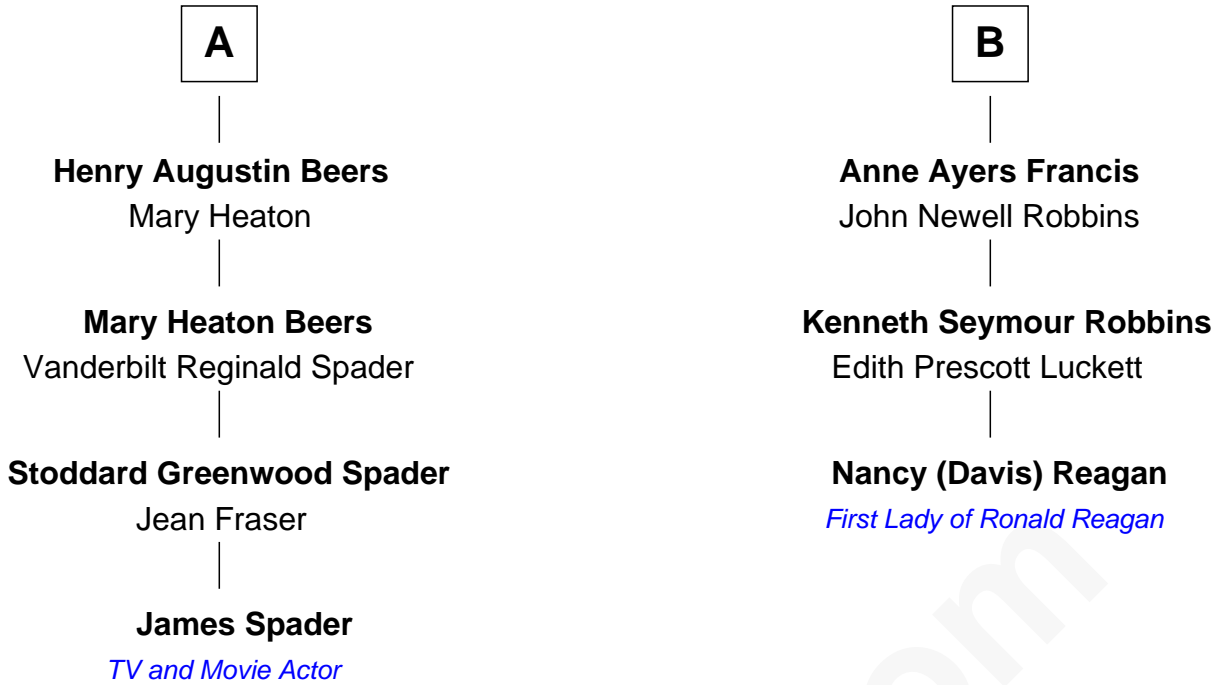 A
Henry Augustin Beers
Mary Heaton
Mary Heaton Beers
Vanderbilt Reginald Spader
Stoddard Greenwood Spader
Jean Fraser
James Spader
TV and Movie Actor
B
Anne Ayers Francis
John Newell Robbins
Kenneth Seymour Robbins
Edith Prescott Luckett
Nancy (Davis) Reagan
First Lady of Ronald Reagan
om